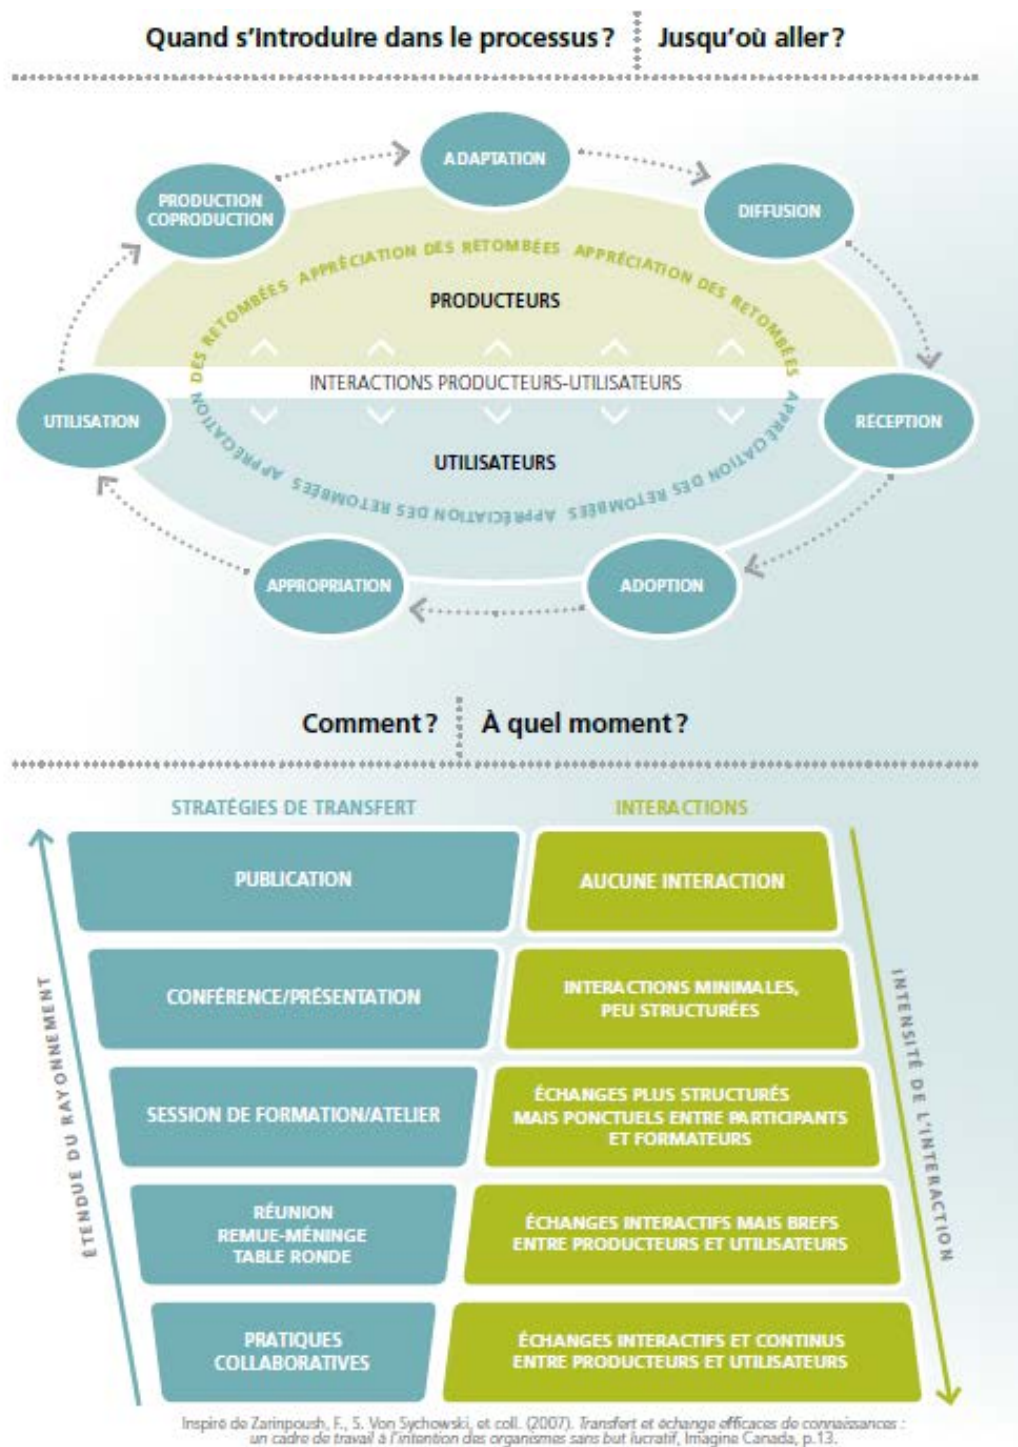 Quand s'introduire dans le processus ?
Jusqu'où aller ?
ADAPTATION
PRODUCTION
COPRODUCTION
DIFFUSION
DES RETOMBÉES APPRÉCIATION DES RETOMBÉES APPRÉCIATION DES RETOMBÉES
PRODUCTEURS
INTERACTIONS PRODUCTEURS-UTILISATEURS
UTILISATION
RÉCEPTION
UTILISATEURS
APPRÉCIATION DES RETOMBÉES APPRÉCIATION DES RETOMBÉES APPRÉCIATION
APPROPRIATION
ADOPTION
Comment ?
À quel moment ?
STRATÉGIES DE TRANSFERT
INTERACTIONS
PUBLICATION
AUCUNE INTERACTION
CONFÉRENCE/PRÉSENTATION
INTERACTIONS MINIMALES,
PEU STRUCTURÉES
SESSION DE FORMATION/ATELIER
ÉCHANGES PLUS STRUCTURÉS
MAIS PONCTUELS ENTRE PARTICIPANTS
ET FORMATEURS
RÉUNION
REMUE-MÉNINGE
TABLE RONDE
ÉCHANGES INTERACTIFS MAIS BREFS
ENTRE PRODUCTEURS ET UTILISATEURS
PRATIQUES
COLLABORATIVES
ÉCHANGES INTERACTIFS ET CONTINUS
ENTRE PRODUCTEURS ET UTILISATEURS
ÉTENDUE DU RAYONNEMENT
INTENSITÉ DE L'INTERACTION
Inspiré de Zarinpoush, F., S. Von Sychowski, et coll. (2007). Transfert et échange efficaces de connaissances :
un cadre de travail à l'intention des organismes sans but lucratif, Imagine Canada, p.13.